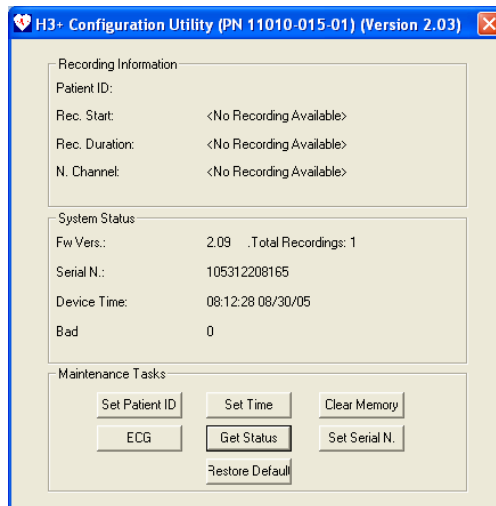 H3+ Configuration Utility (PN 11010-015-01) (Version 2.03)
Recording Information
Patient ID:
Rec. Start: <No Recording Available>
Rec. Duration: <No Recording Available>
N. Channel: <No Recording Available>
System Status
Fw Vers.: 2.09 .Total Recordings: 1
Serial N.: 105312208165
Device Time: 08:12:28 08/30/05
Bad 0
Maintenance Tasks
Set Patient ID Set Time Clear Memory
ECG Get Status Set Serial N.
Restore Default